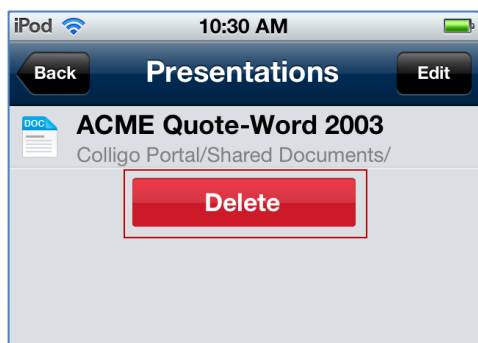 iPod 10:30 AM
Back Presentations Edit
DOC ACME Quote-Word 2003
Colligo Portal/Shared Documents/
Delete